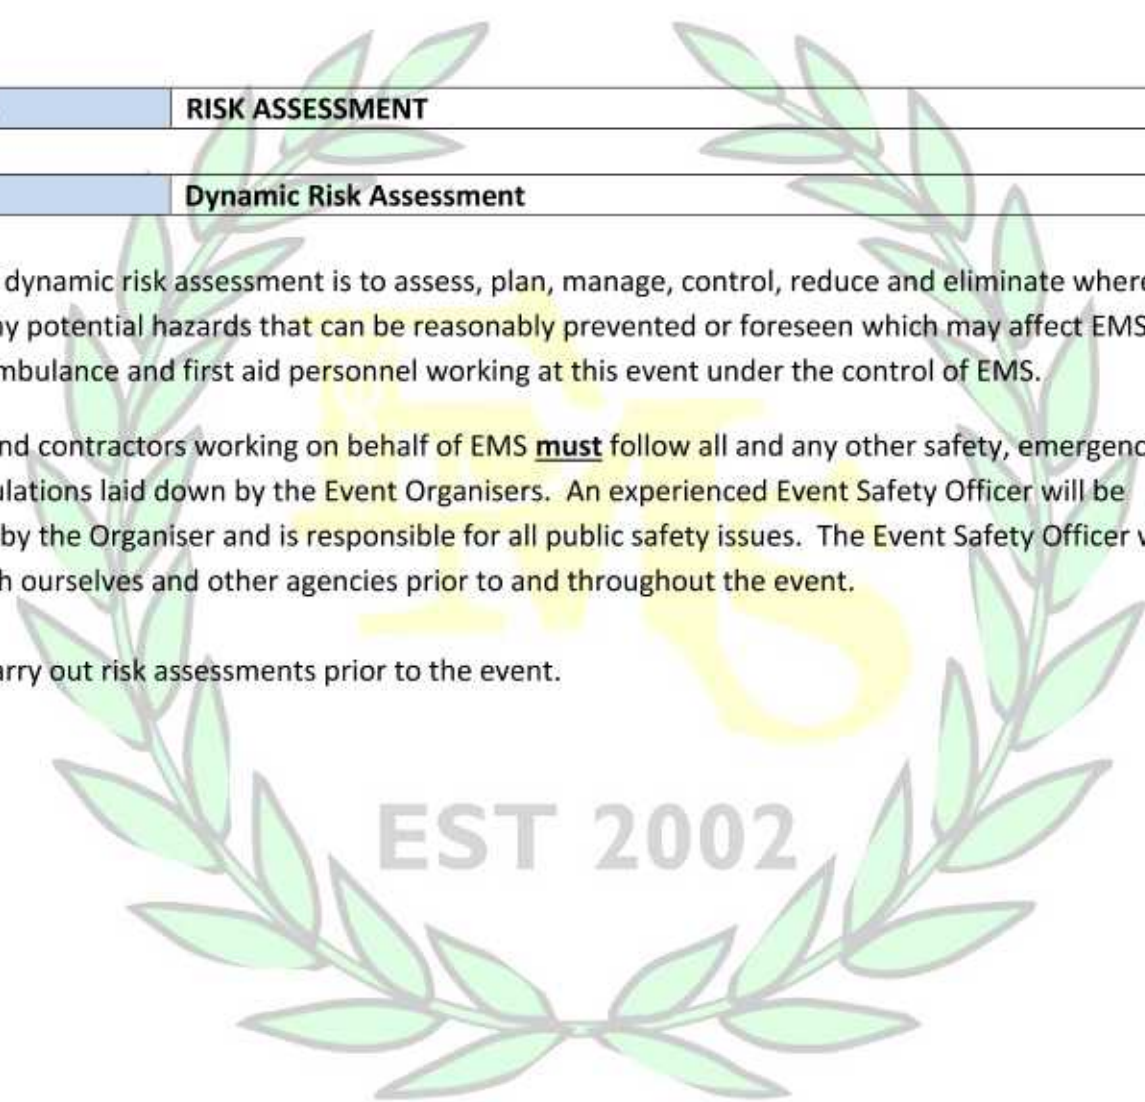 RISK ASSESSMENT
Dynamic Risk Assessment
dynamic risk assessment is to assess, plan, manage, control, reduce and eliminate where
potential hazards that can be reasonably prevented or foreseen which may affect EMS
and first aid personnel working at this event under the control of EMS.
contractors working on behalf of EMS must follow all and any other safety,
laid down by the Event Organisers. An experienced Event Safety Officer will be
by the Organiser and is responsible for all public safety issues. The Event Safety Officer
ourselves and other agencies prior to and throughout the event.
out risk assessments prior to the event.
EMS
EST 2002